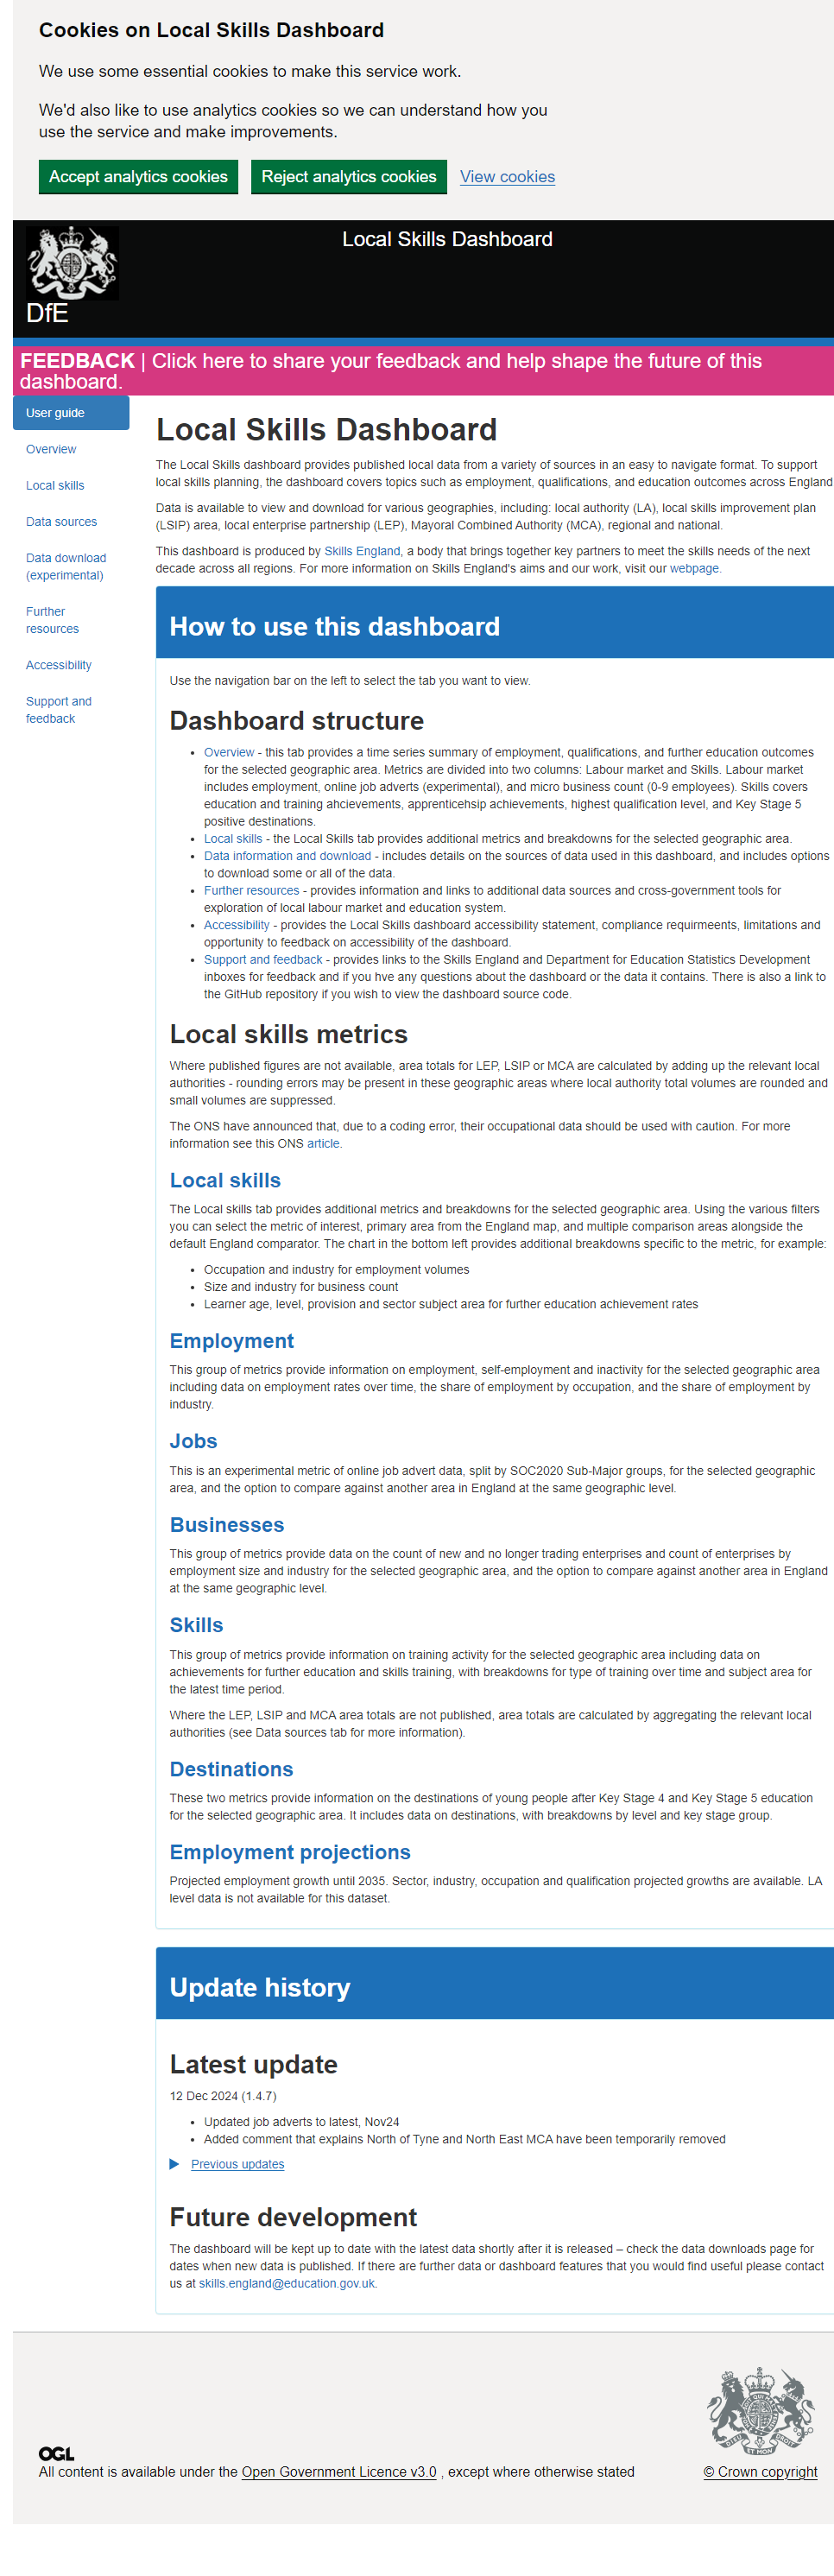 Cookies on Local Skills Dashboard
We use some essential cookies to make this service work.
We'd also like to use analytics cookies so we can understand how you
use the service and make improvements.
Accept analytics cookies Reject analytics cookies View cookies
DfE
Local Skills Dashboard
FEEDBACK | Click here to share your feedback and help shape the future of this
dashboard.
User guide
Overview
Local skills
Data sources
Data download
(experimental)
Further
resources
Accessibility
Support and
feedback
Local Skills Dashboard
The Local Skills dashboard provides published local data from a variety of sources in an easy to navigate format. To support
local skills planning, the dashboard covers topics such as employment, qualifications, and education outcomes across England
Data is available to view and download for various geographies, including: local authority (LA), local skills improvement plan
(LSIP) area, local enterprise partnership (LEP), Mayoral Combined Authority (MCA), regional and national.
This dashboard is produced by Skills England, a body that brings together key partners to meet the skills needs of the next
decade across all regions. For more information on Skills England's aims and our work, visit our webpage.
How to use this dashboard
Use the navigation bar on the left to select the tab you want to view.
Dashboard structure
• Overview - this tab provides a time series summary of employment, qualifications, and further education outcomes
for the selected geographic area. Metrics are divided into two columns: Labour market and Skills. Labour market
includes employment, online job adverts (experimental), and micro business count (0-9 employees). Skills covers
education and training ahcievements, apprenticehsip achievements, highest qualification level, and Key Stage 5
positive destinations.
• Local skills - the Local Skills tab provides additional metrics and breakdowns for the selected geographic area.
• Data information and download - includes details on the sources of data used in this dashboard, and includes options
to download some or all of the data.
• Further resources - provides information and links to additional data sources and cross-government tools for
exploration of local labour market and education system.
• Accessibility - provides the Local Skills dashboard accessibility statement, compliance requirmeents, limitations and
opportunity to feedback on accessibility of the dashboard.
• Support and feedback - provides links to the Skills England and Department for Education Statistics Development
inboxes for feedback and if you hve any questions about the dashboard or the data it contains. There is also a link to
the GitHub repository if you wish to view the dashboard source code.
Local skills metrics
Where published figures are not available, area totals for LEP, LSIP or MCA are calculated by adding up the relevant local
authorities - rounding errors may be present in these geographic areas where local authority total volumes are rounded and
small volumes are suppressed.
The ONS have announced that, due to a coding error, their occupational data should be used with caution. For more
information see this ONS article.
Local skills
The Local skills tab provides additional metrics and breakdowns for the selected geographic area. Using the various filters
you can select the metric of interest, primary area from the England map, and multiple comparison areas alongside the
default England comparator. The chart in the bottom left provides additional breakdowns specific to the metric, for example:
• Occupation and industry for employment volumes
• Size and industry for business count
• Learner age, level, provision and sector subject area for further education achievement rates
Employment
This group of metrics provide information on employment, self-employment and inactivity for the selected geographic area
including data on employment rates over time, the share of employment by occupation, and the share of employment by
industry.
Jobs
This is an experimental metric of online job advert data, split by SOC2020 Sub-Major groups, for the selected geographic
area, and the option to compare against another area in England at the same geographic level.
Businesses
This group of metrics provide data on the count of new and no longer trading enterprises and count of enterprises by
employment size and industry for the selected geographic area, and the option to compare against another area in England
at the same geographic level.
Skills
This group of metrics provide information on training activity for the selected geographic area including data on
achievements for further education and skills training, with breakdowns for type of training over time and subject area for
the latest time period.
Where the LEP, LSIP and MCA area totals are not published, area totals are calculated by aggregating the relevant local
authorities (see Data sources tab for more information).
Destinations
These two metrics provide information on the destinations of young people after Key Stage 4 and Key Stage 5 education
for the selected geographic area. It includes data on destinations, with breakdowns by level and key stage group.
Employment projections
Projected employment growth until 2035. Sector, industry, occupation and qualification projected growths are available. LA
level data is not available for this dataset.
Update history
Latest update
12 Dec 2024 (1.4.7)
• Updated job adverts to latest, Nov24
• Added comment that explains North of Tyne and North East MCA have been temporarily removed
Previous updates
Future development
The dashboard will be kept up to date with the latest data shortly after it is released – check the data downloads page for
dates when new data is published. If there are further data or dashboard features that you would find useful please contact
us at skills.england@education.gov.uk.
OGL
All content is available under the Open Government Licence v3.0 , except where otherwise stated
© Crown copyright